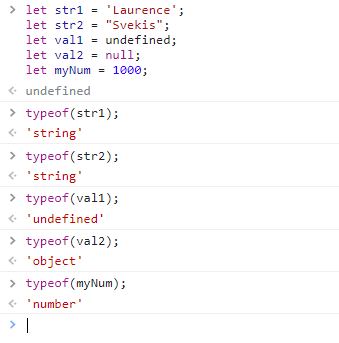 let str1 = 'Laurence';
let str2 = "Svekis";
let val1 = undefined;
let val2 = null;
let myNum = 1000;
undefined
typeof(str1);
'string'
typeof(str2);
'string'
typeof(val1);
'undefined'
typeof(val2);
'object'
typeof(myNum);
'number'